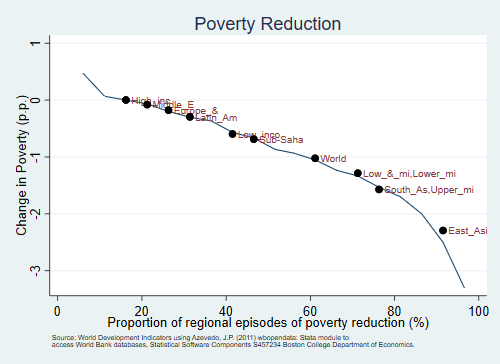 Poverty Reduction
Change in Poverty (p.p.)
1
0
-1
-2
-3
High_inc
Middle_E
Europe_&
Latin_Am
Low_inco
Sub-Saha
World
Low_&_mi,Lower_mi
South_As,Upper_mi
East_Asi
0 20 40 60 80 100
Proportion of regional episodes of poverty reduction (%)
Source: World Development Indicators using Azevedo, J.P. (2011) wbopendata: Stata module to
access World Bank databases, Statistical Software Components S457234 Boston College Department of Economics.